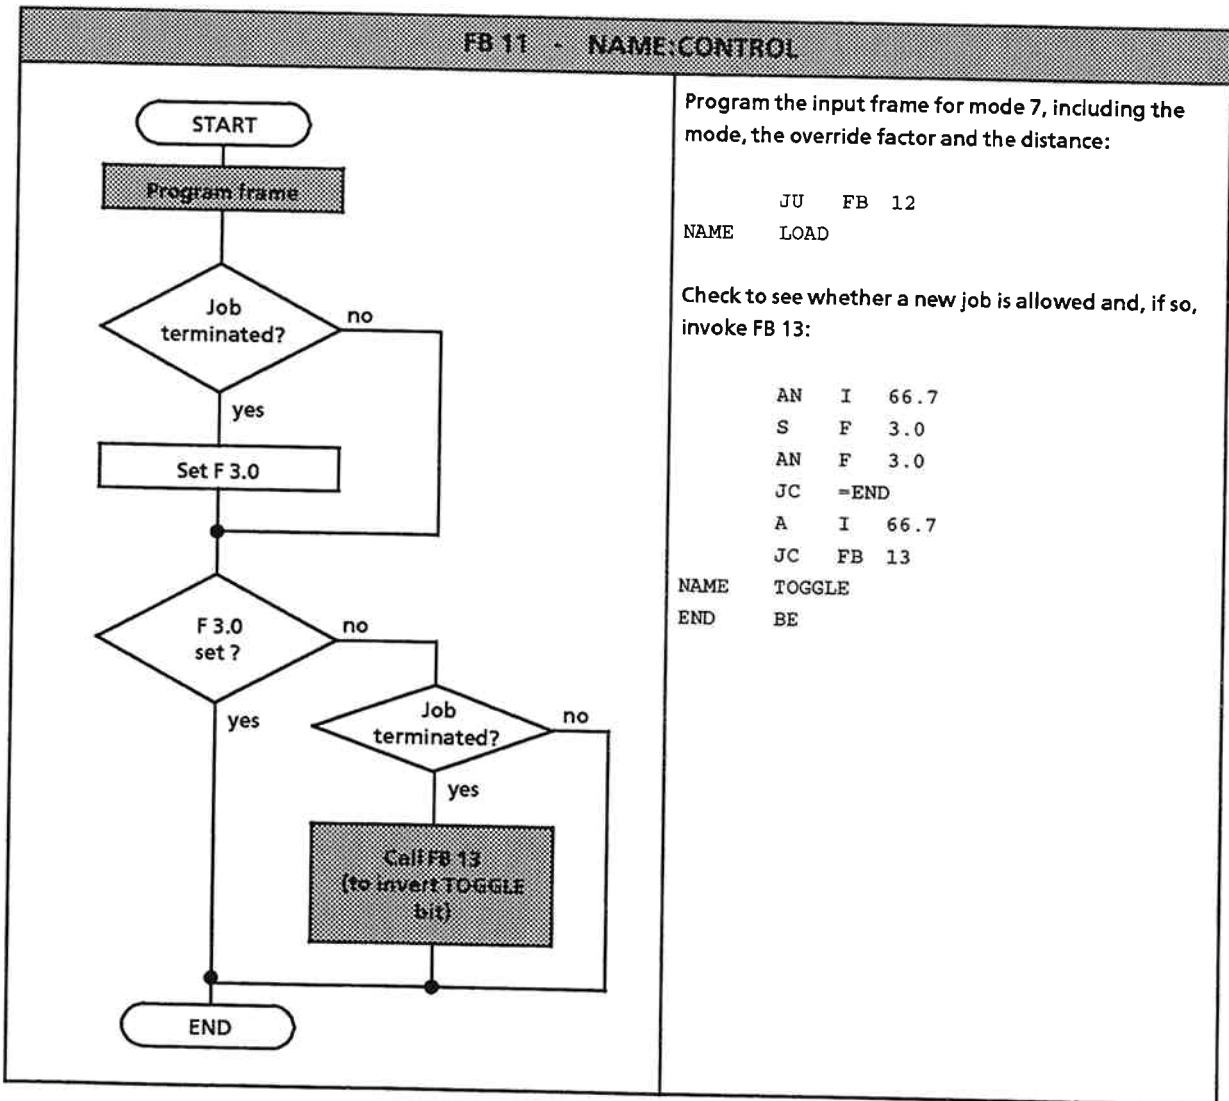 FB 11 - NAME:CONTROL
START
Program frame
Job
terminated?
no
yes
Set F 3.0
F 3.0
set ?
no
yes
Job
terminated?
no
yes
Call FB 13
(to invert TOGGLE
bit)
END
Program the input frame for mode 7, including the
mode, the override factor and the distance:
JU FB 12
NAME LOAD
Check to see whether a new job is allowed and, if so,
invoke FB 13:
AN I 66.7
S F 3.0
AN F 3.0
JC =END
A I 66.7
JC FB 13
NAME TOGGLE
END BE